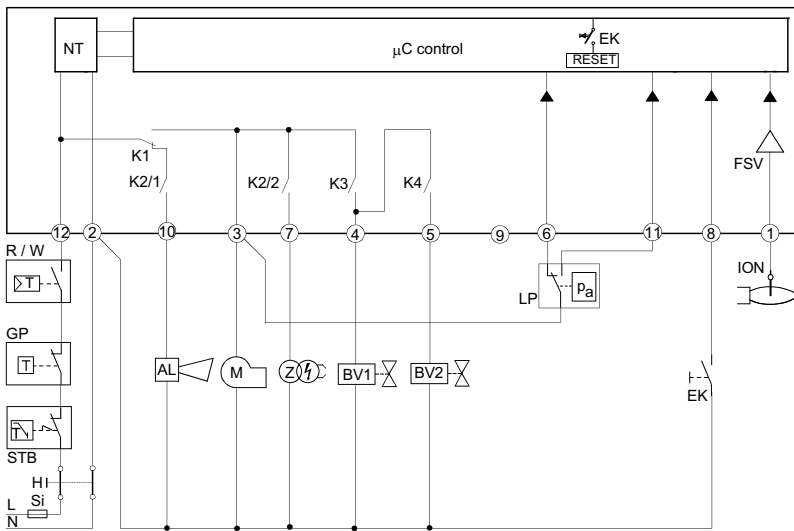 NT
µC control
EK
RESET
K1
K2/1
K2/2
K3
K4
FSV
12
2
10
3
7
4
5
9
6
11
8
1
R / W
T
GP
T
STB
T
H
Si
L
N
AL
M
Z
BV1
BV2
LP
pa
EK
ION